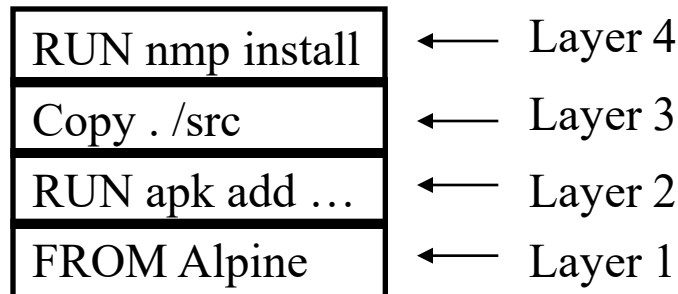 RUN nmp install Layer 4
Copy . /src Layer 3
RUN apk add … Layer 2
FROM Alpine Layer 1